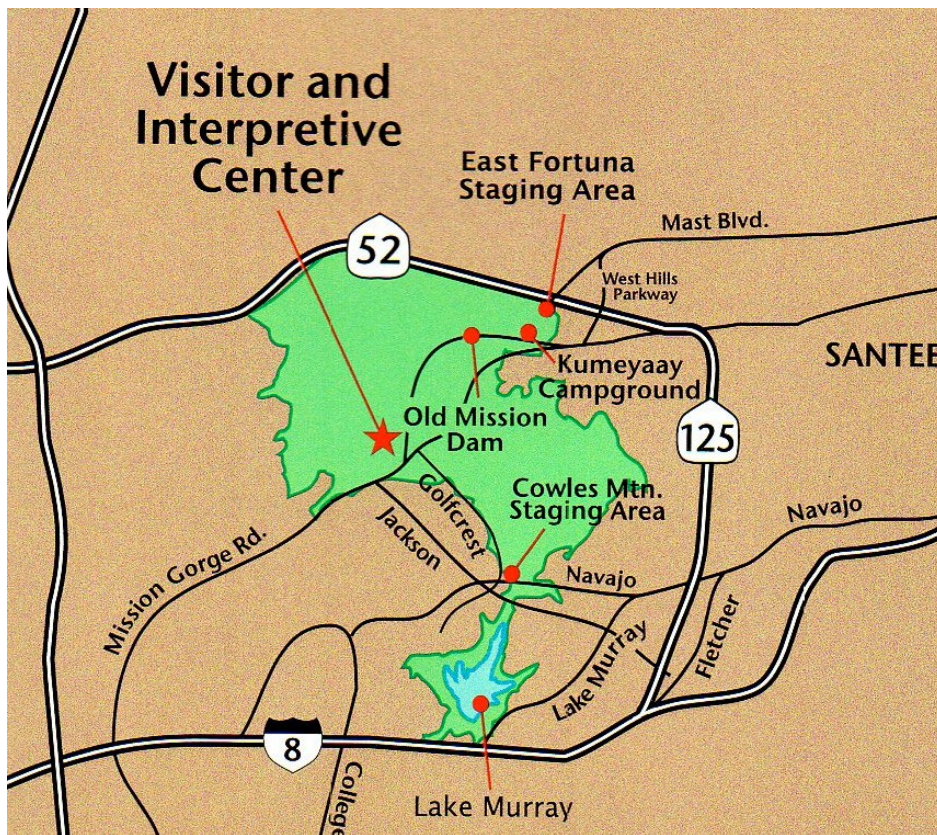 Visitor and
Interpretive
Center
East Fortuna
Staging Area
Mast Blvd.
52
West Hills
Parkway
SANTEE
Kumeyaay
Campground
Old Mission
Dam
125
Cowles Mtn.
Staging Area
Golfcrest
Jackson
Navajo
Mission Gorge Rd.
Navajo
Lake Murray
Fletcher
8
College
Lake Murray